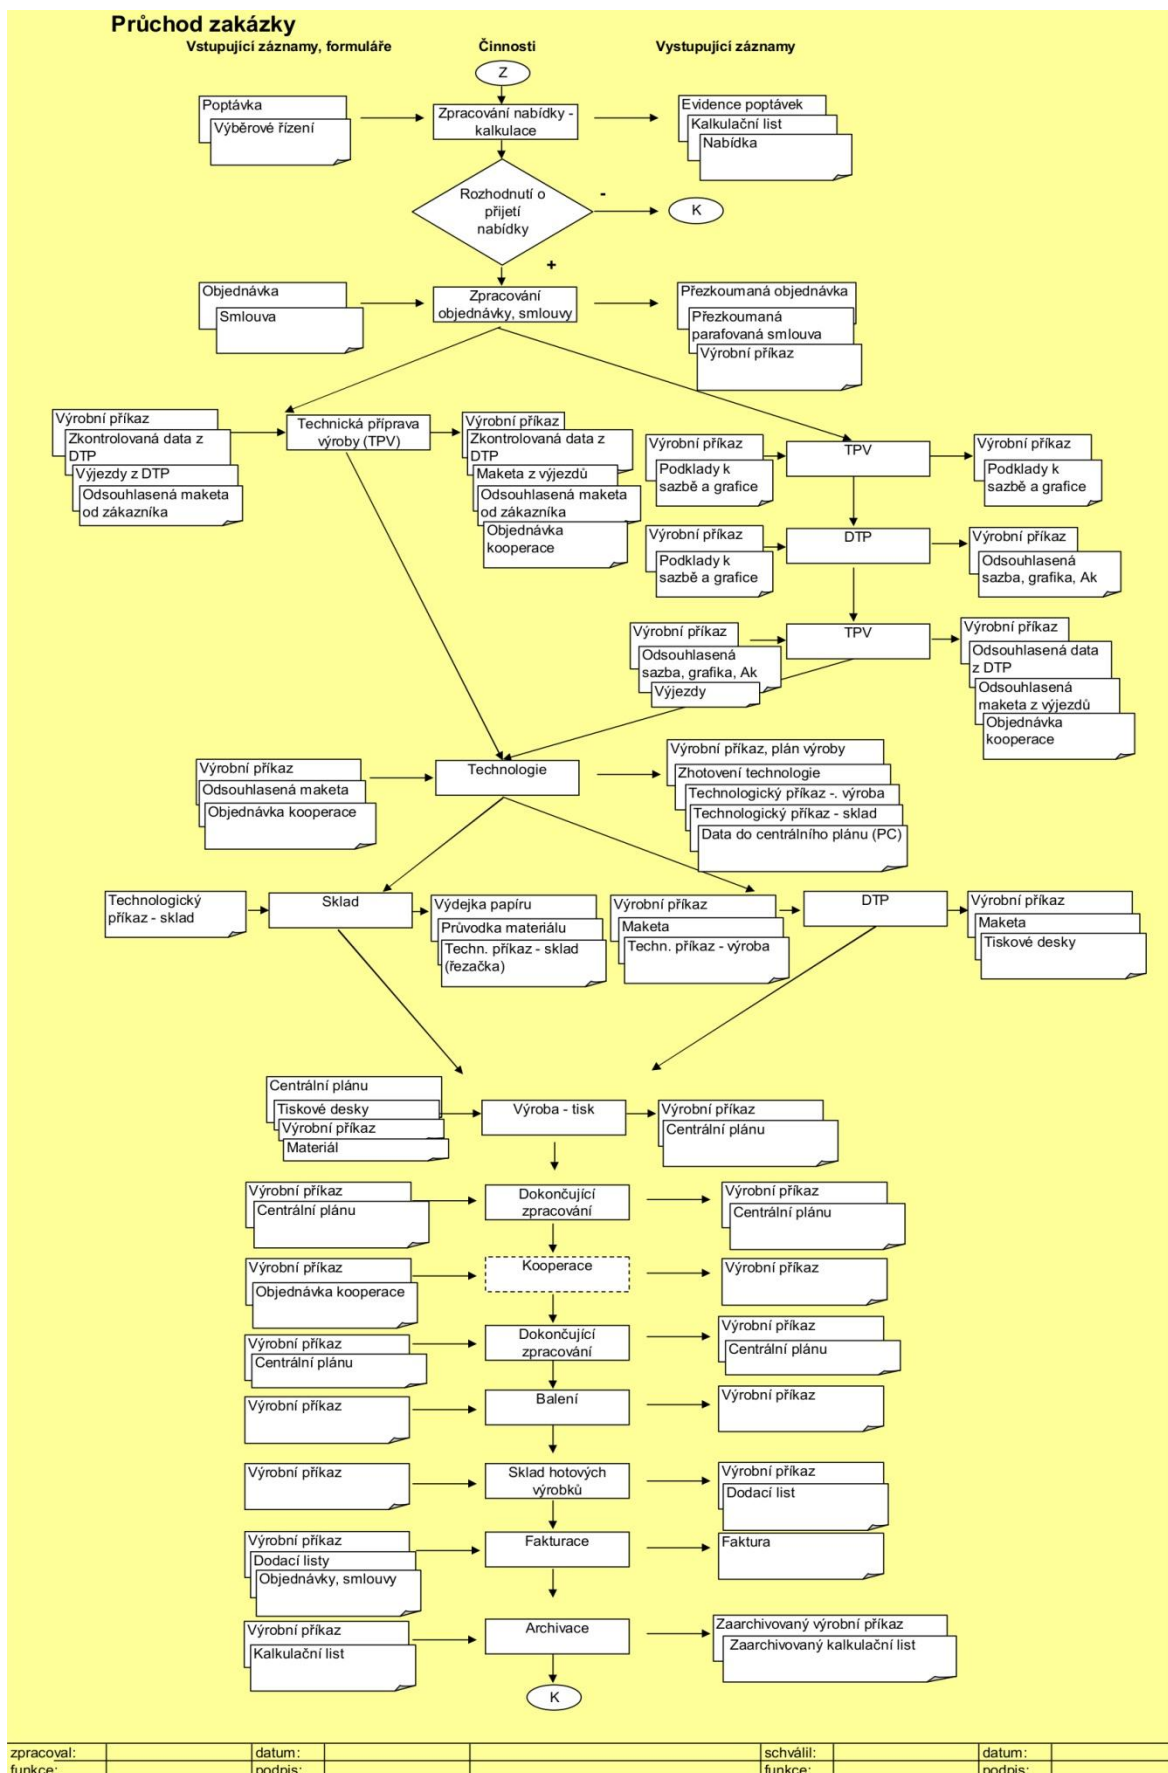 Průchod zakázky
Vstupující záznamy, formuláře
Činnosti
Vystupující záznamy
Z
Poptávka
Výběrové řízení
Zpracování nabídky -
kalkulace
Evidence poptávek
Kalkulační list
Nabídka
Rozhodnutí o
přijetí
nabídky
-
K
+
Objednávka
Smlouva
Zpracování
objednávky, smlouvy
Přezkoumaná objednávka
Přezkoumaná
parafovaná smlouva
Výrobní příkaz
Výrobní příkaz
Zkontrolovaná data z
DTP
Výjezdy z DTP
Odsouhlasená maketa
od zákazníka
Technická příprava
výroby (TPV)
Výrobní příkaz
Zkontrolovaná data z
DTP
Maketa z výjezdů
Odsouhlasená maketa
od zákazníka
Objednávka
kooperace
Výrobní příkaz
Podklady k
sazbě a grafice
TPV
Výrobní příkaz
Podklady k
sazbě a grafice
Výrobní příkaz
Podklady k
sazbě a grafice
DTP
Výrobní příkaz
Odsouhlasená
sazba, grafika, Ak
Výrobní příkaz
Odsouhlasená
sazba, grafika, Ak
Výjezdy
TPV
Výrobní příkaz
Odsouhlasená data
z DTP
Odsouhlasená
maketa z výjezdů
Objednávka
kooperace
Výrobní příkaz
Odsouhlasená maketa
Objednávka kooperace
Technologie
Výrobní příkaz, plán výroby
Zhotovení technologie
Technologický příkaz -. výroba
Technologický příkaz - sklad
Data do centrálního plánu (PC)
Technologický
příkaz - sklad
Sklad
Výdejka papíru
Průvodka materiálu
Techn. příkaz - sklad
(řezačka)
Výrobní příkaz
Maketa
Techn. příkaz - výroba
DTP
Výrobní příkaz
Maketa
Tiskové desky
Centrální plánu
Tiskové desky
Výrobní příkaz
Materiál
Výroba - tisk
Výrobní příkaz
Centrální plánu
Výrobní příkaz
Centrální plánu
Dokončující
zpracování
Výrobní příkaz
Centrální plánu
Výrobní příkaz
Objednávka kooperace
Kooperace
Výrobní příkaz
Výrobní příkaz
Centrální plánu
Dokončující
zpracování
Výrobní příkaz
Centrální plánu
Výrobní příkaz
Balení
Výrobní příkaz
Výrobní příkaz
Sklad hotových
výrobků
Výrobní příkaz
Dodací list
Výrobní příkaz
Dodací listy
Objednávky, smlouvy
Fakturace
Faktura
Výrobní příkaz
Kalkulační list
Archivace
Zaarchivovaný výrobní příkaz
Zaarchivovaný kalkulační list
K
zpracoval:
datum:
schválil:
datum:
funkce:
podpis:
funkce:
podpis: